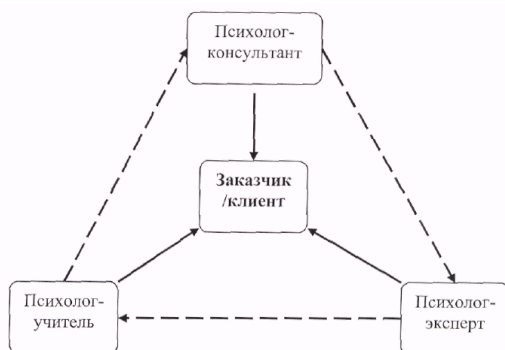 Психолог-
консультант
Заказчик
/клиент
Психолог-
учитель
Психолог-
эксперт